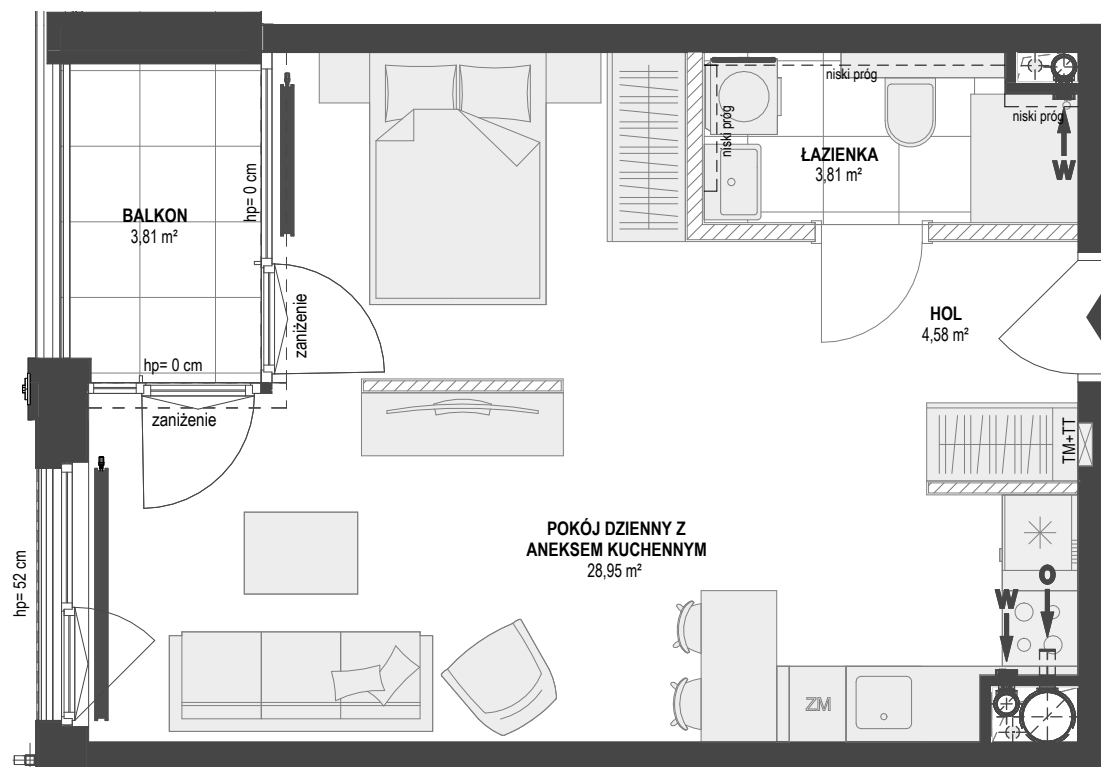 niski próg
niski próg
niski próg
W
ŁAZIENKA
3,81 m²
BALKON
3,81 m²
hp= 0 cm
zaniżenie
HOL
4,58 m²
hp= 0 cm
zaniżenie
TM+TT
POKÓJ DZIENNY Z
ANEKSEM KUCHENNYM
28,95 m²
hp= 52 cm
O
W
ZM